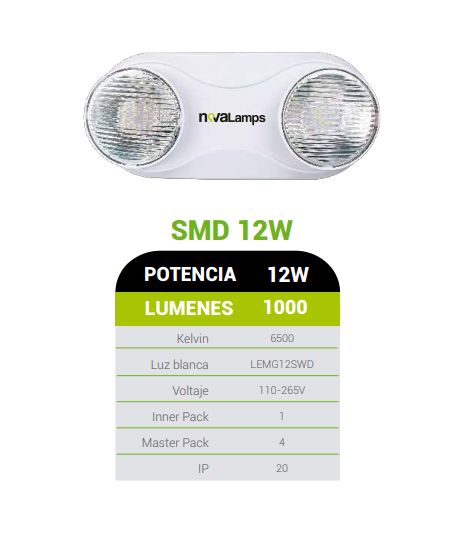 novaLamps
SMD 12W
POTENCIA 12W
LUMENES 1000
Kelvin 6500
Luz blanca LEMG12SWD
Voltaje 110-265V
Inner Pack 1
Master Pack 4
IP 20